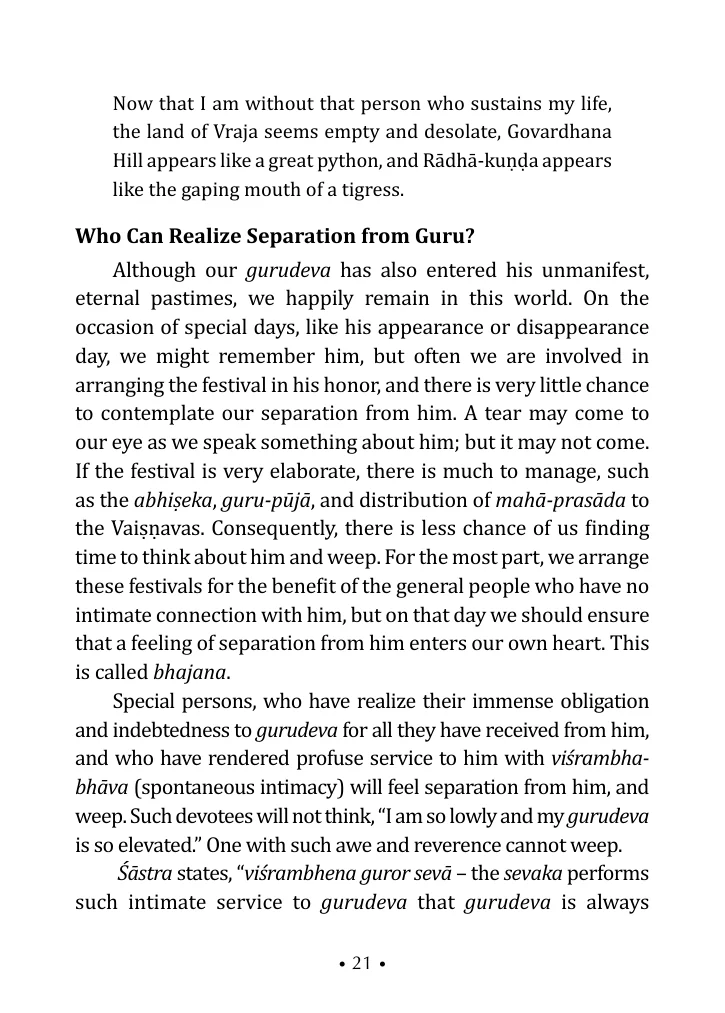 Now that I am without that person who sustains my life,
the land of Vraja seems empty and desolate, Govardhana
Hill appears like a great python, and Rādhā-kuṇḍa appears
like the gaping mouth of a tigress.
Who Can Realize Separation from Guru?
Although our gurudeva has also entered his unmanifest,
eternal pastimes, we happily remain in this world. On the
occasion of special days, like his appearance or disappearance
day, we might remember him, but often we are involved in
arranging the festival in his honor, and there is very little chance
to contemplate our separation from him. A tear may come to
our eye as we speak something about him; but it may not come.
If the festival is very elaborate, there is much to manage, such
as the abhiṣeka, guru-pūjā, and distribution of mahā-prasāda to
the Vaiṣṇavas. Consequently, there is less chance of us finding
time to think about him and weep. For the most part, we arrange
these festivals for the benefit of the general people who have no
intimate connection with him, but on that day we should ensure
that a feeling of separation from him enters our own heart. This
is called bhajana.
Special persons, who have realize their immense obligation
and indebtedness to gurudeva for all they have received from him,
and who have rendered profuse service to him with viśrambha-
bhāva (spontaneous intimacy) will feel separation from him, and
weep. Such devotees will not think, “I am so lowly and my gurudeva
is so elevated.” One with such awe and reverence cannot weep.
Śāstra states, “viśrambhena guror sevā – the sevaka performs
such intimate service to gurudeva that gurudeva is always
• 21 •